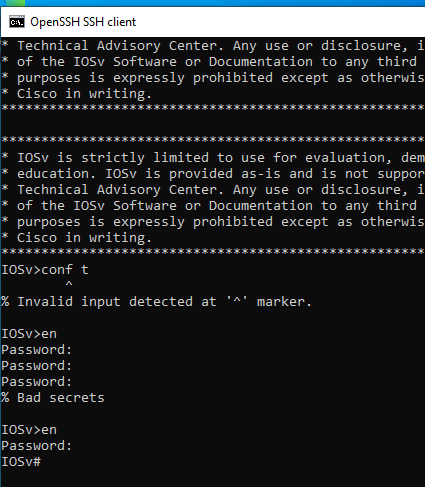 OpenSSH SSH client
* Technical Advisory Center. Any use or disclosure, i
* of the IOSv Software or Documentation to any third
* purposes is expressly prohibited except as otherwis
* Cisco in writing.
*****************************************************
*****************************************************
* IOSv is strictly limited to use for evaluation, dem
* education. IOSv is provided as-is and is not suppor
* Technical Advisory Center. Any use or disclosure, i
* of the IOSv Software or Documentation to any third
* purposes is expressly prohibited except as otherwis
* Cisco in writing.
*****************************************************
IOSv>conf t
^
% Invalid input detected at '^' marker.
IOSv>en
Password:
Password:
Password:
% Bad secrets
IOSv>en
Password:
IOSv#